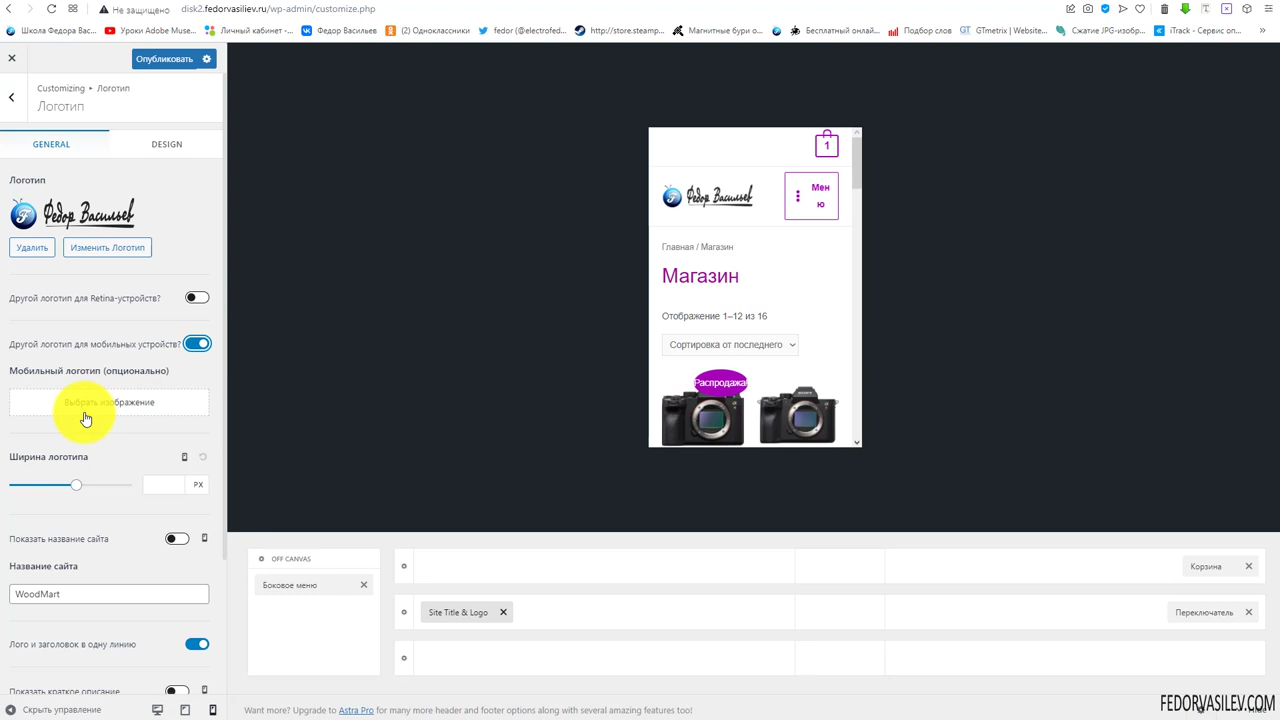 Не защищено
disk2.fedorvasiliev.ru/wp-admin/customize.php
Школа Федора Вас...
Уроки Adobe Muse...
Личный кабинет -...
Федор Васильев
(2) Одноклассники
fedor (@electrofed...
http://store.steamp...
Магнитные бури о...
Бесплатный онлай...
Подбор слов
GTmetrix | Website...
Сжатие JPG-изобр...
iTrack - Сервис оп...
Опубликовать
Customizing ▸ Логотип
Логотип
GENERAL
DESIGN
Логотип
Федор Васильев
Удалить
Изменить Логотип
Другой логотип для Retina-устройств?
Другой логотип для мобильных устройств?
Мобильный логотип (опционально)
Выбрать изображение
Ширина логотипа
PX
Показать название сайта
Название сайта
WoodMart
Лого и заголовок в одну линию
Показать краткое описание
Скрыть управление
1
Федор Васильев
Мен
ю
Главная / Магазин
Магазин
Отображение 1–12 из 16
Сортировка от последнего
Распродажа!
OFF CANVAS
Боковое меню
Корзина
Site Title & Logo
Переключатель
Want more? Upgrade to Astra Pro for many more header and footer options along with several amazing features too!
FEDORVASILEV.COM